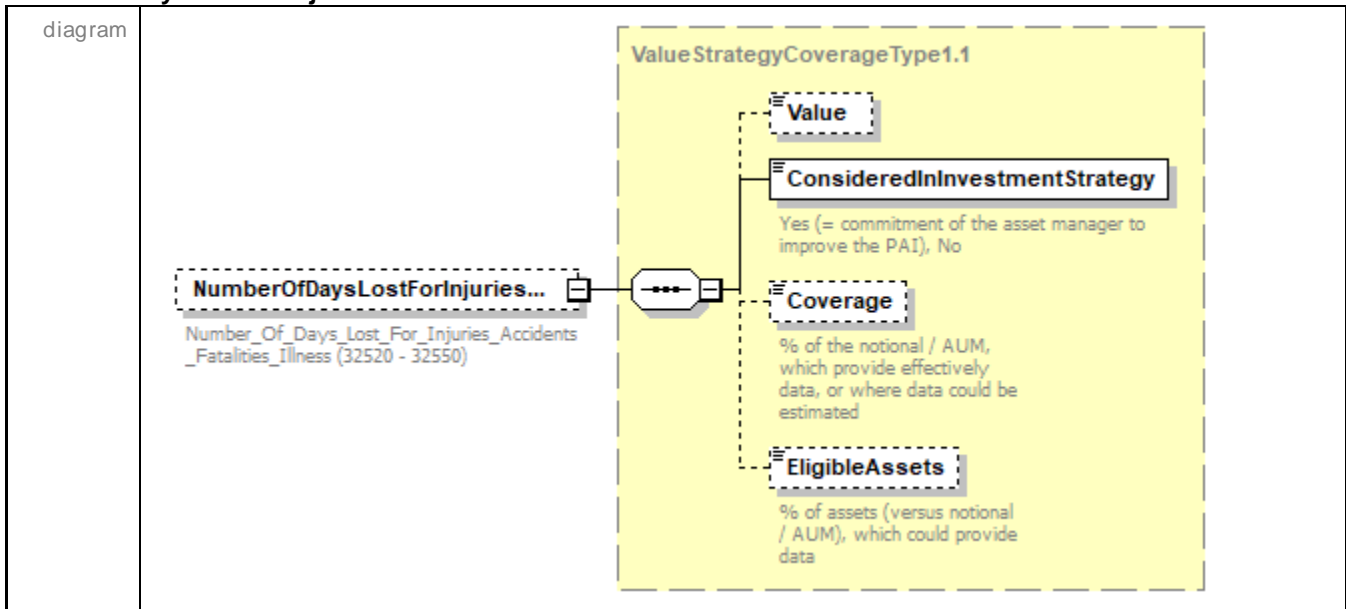 diagram
ValueStrategyCoverageType1.1
Value
ConsideredInInvestmentStrategy
Yes (= commitment of the asset manager to
improve the PAI), No
NumberOfDaysLostForInjuries...
Number_Of_Days_Lost_For_Injuries_Accidents
_Fatalities_Illness (32520 - 32550)
Coverage
% of the notional / AUM,
which provide effectively
data, or where data could be
estimated
EligibleAssets
% of assets (versus notional
/ AUM), which could provide
data